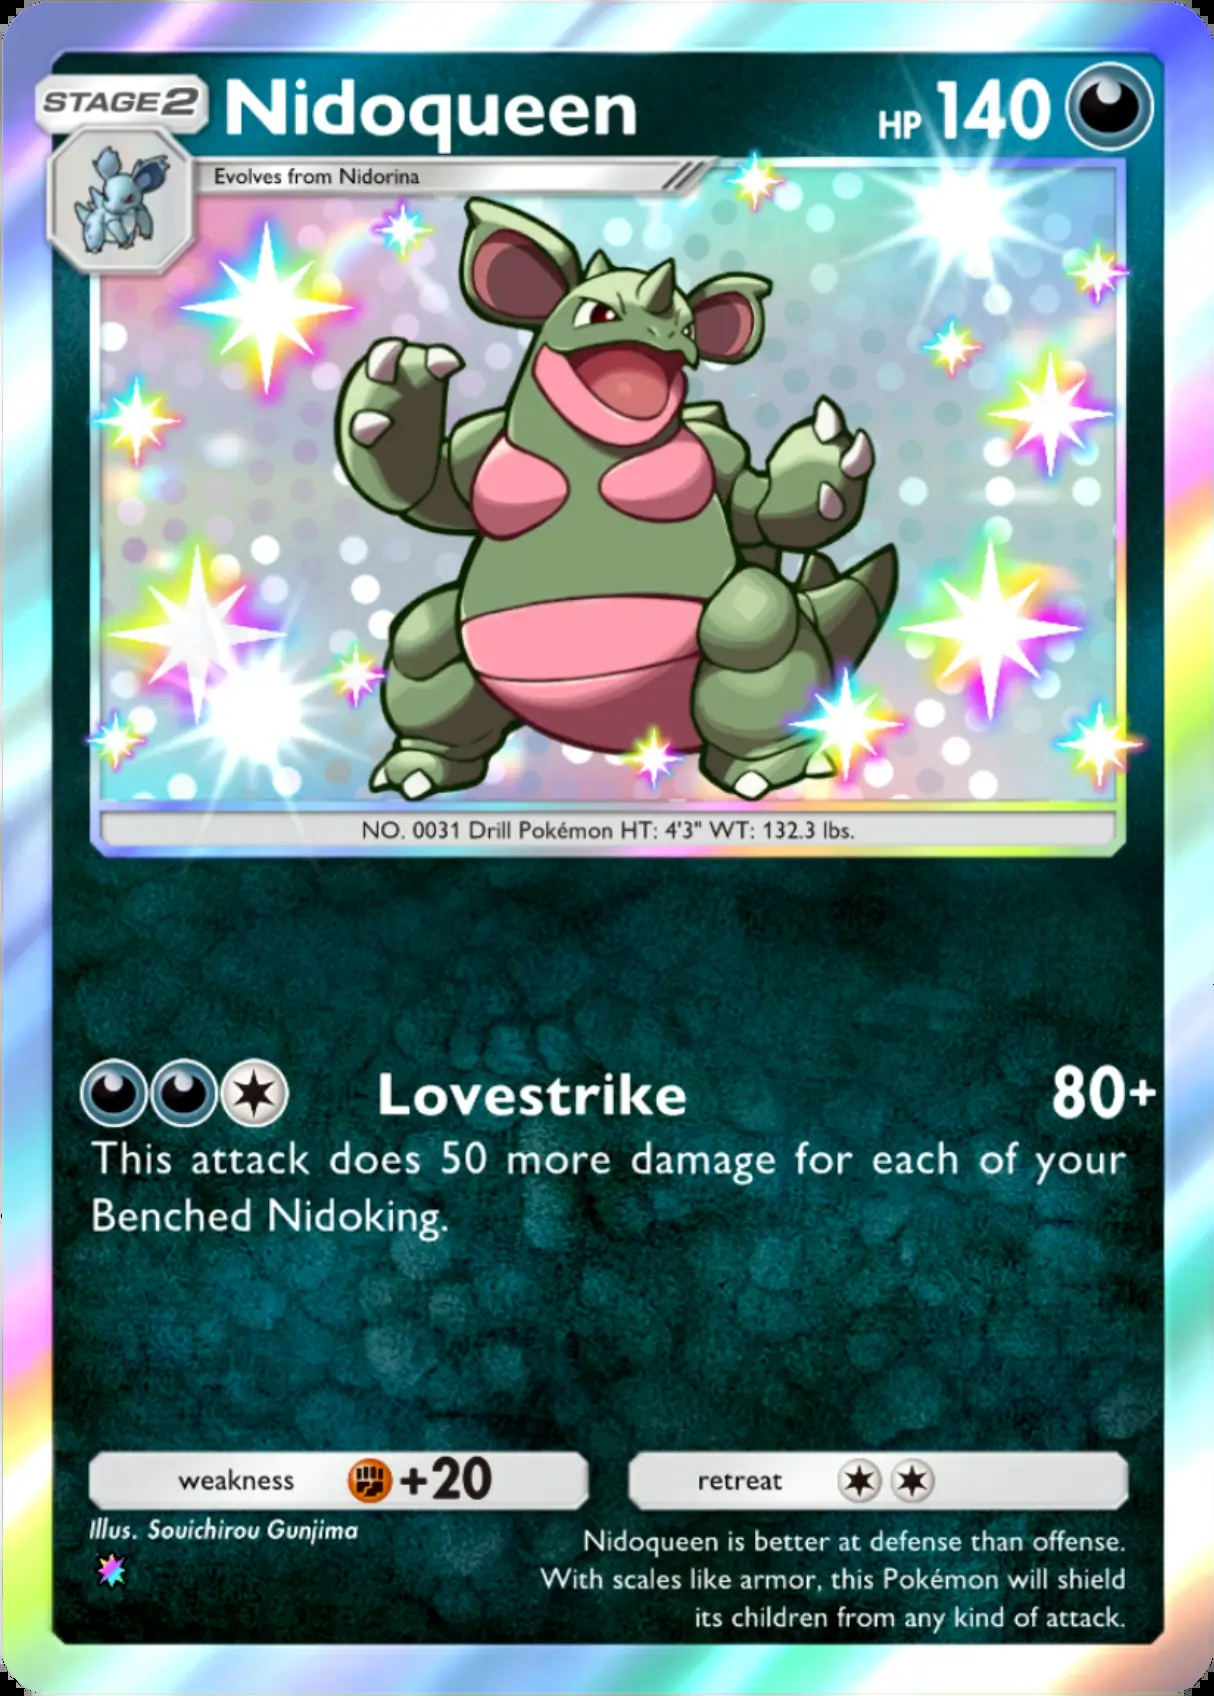 STAGE2
Nidoqueen
HP 140
Evolves from Nidorina
NO. 0031 Drill Pokémon HT: 4'3" WT: 132.3 lbs.
Lovestrike 80+
This attack does 50 more damage for each of your
Benched Nidoking.
weakness +20
retreat
Illus. Souichirou Gunjima
Nidoqueen is better at defense than offense.
With scales like armor, this Pokémon will shield
its children from any kind of attack.